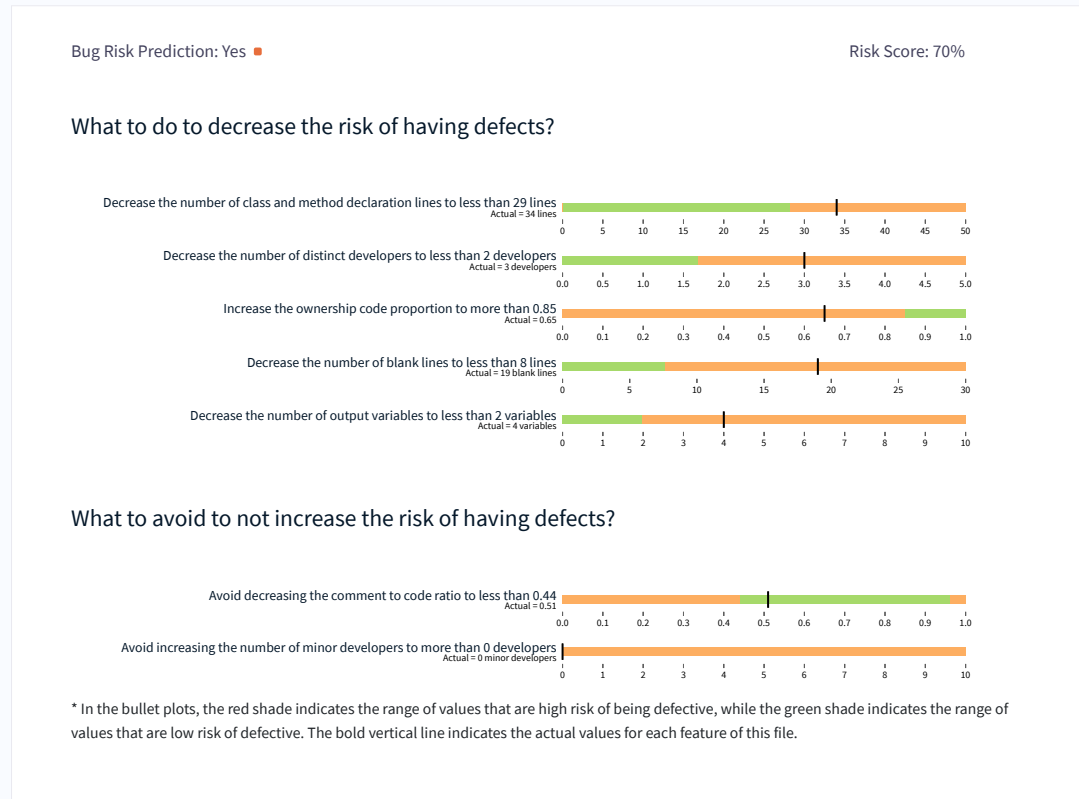 Bug Risk Prediction: Yes
Risk Score: 70%
What to do to decrease the risk of having defects?
Decrease the number of class and method declaration lines to less than 29 lines
Actual = 34 lines
0 5 10 15 20 25 30 35 40 45 50
Decrease the number of distinct developers to less than 2 developers
Actual = 3 developers
0.0 0.5 1.0 1.5 2.0 2.5 3.0 3.5 4.0 4.5 5.0
Increase the ownership code proportion to more than 0.85
Actual = 0.65
0.0 0.1 0.2 0.3 0.4 0.5 0.6 0.7 0.8 0.9 1.0
Decrease the number of blank lines to less than 8 lines
Actual = 19 blank lines
0 5 10 15 20 25 30
Decrease the number of output variables to less than 2 variables
Actual = 4 variables
0 1 2 3 4 5 6 7 8 9 10
What to avoid to not increase the risk of having defects?
Avoid decreasing the comment to code ratio to less than 0.44
Actual = 0.51
0.0 0.1 0.2 0.3 0.4 0.5 0.6 0.7 0.8 0.9 1.0
Avoid increasing the number of minor developers to more than 0 developers
Actual = 0 minor developers
0 1 2 3 4 5 6 7 8 9 10
* In the bullet plots, the red shade indicates the range of values that are high risk of being defective, while the green shade indicates the range of
values that are low risk of defective. The bold vertical line indicates the actual values for each feature of this file.